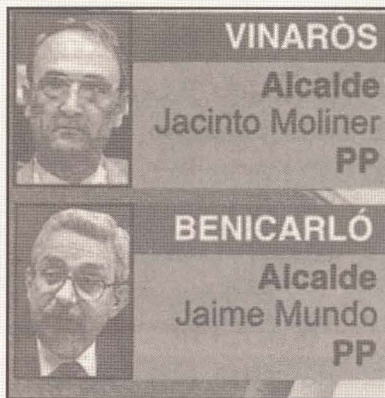 VINARÒS
Alcalde
Jacinto Moliner
PP
BENICARLÓ
Alcalde
Jaime Mundo
PP